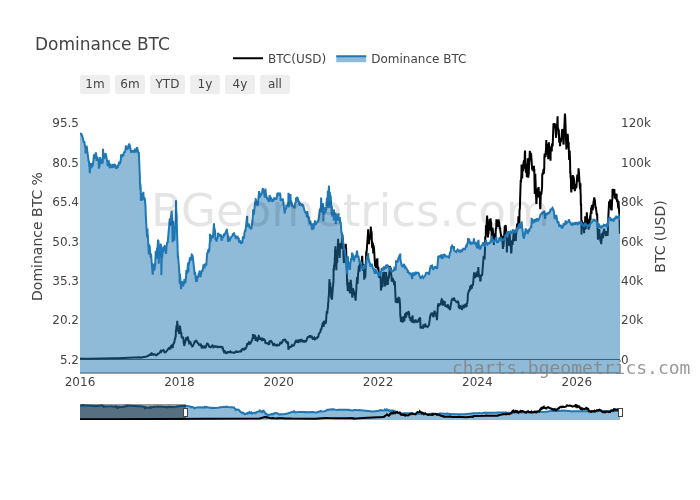 Dominance BTC
BTC(USD) Dominance BTC
1m 6m YTD 1y 4y all
95.5 120k
80.5 100k
65.4 80k
50.3 60k
35.3 40k
20.2 20k
5.2 0
Dominance BTC %
BTC (USD)
BGeometrics.com
charts.bgeometrics.com
2016 2018 2020 2022 2024 2026